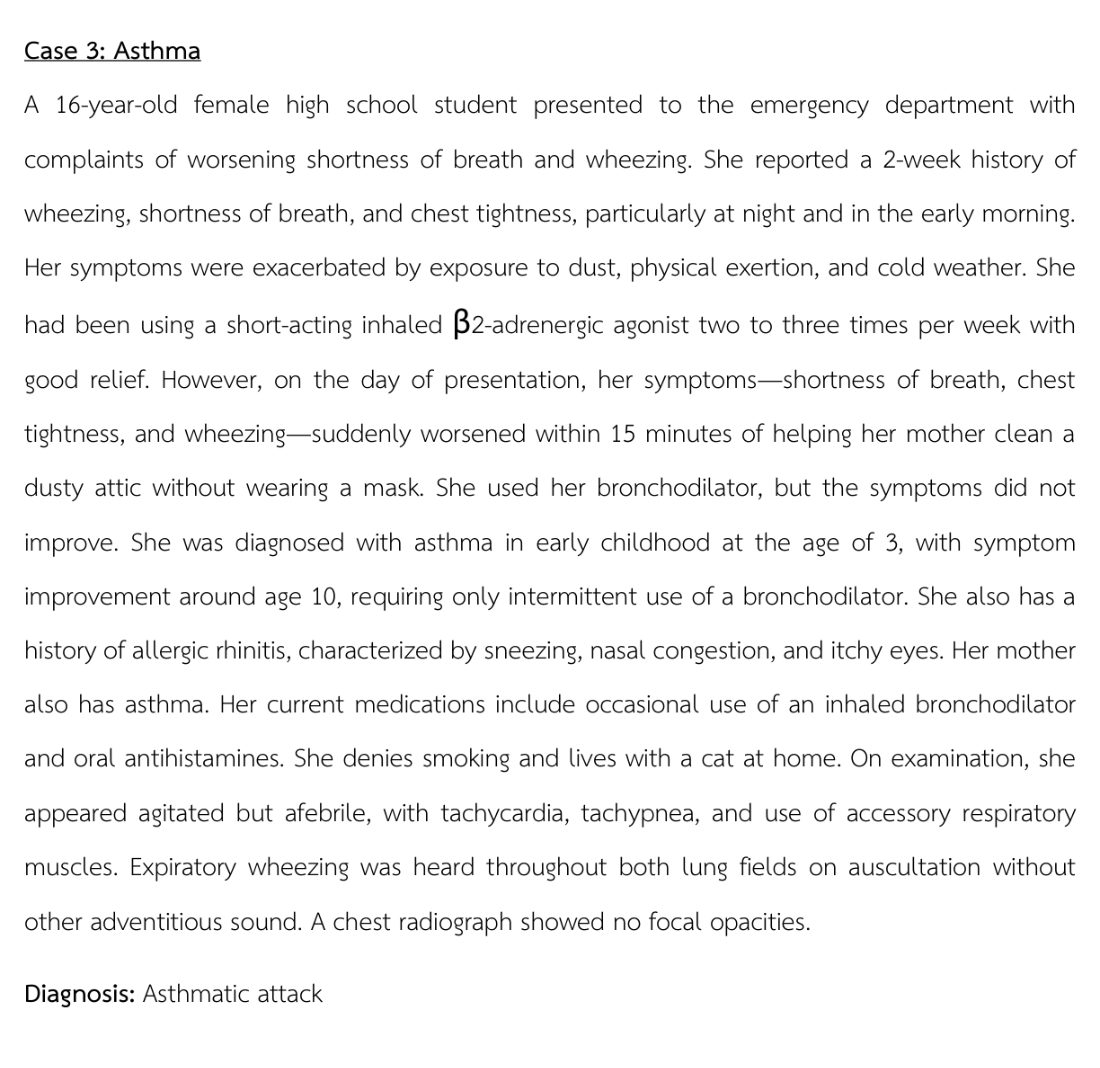 Case 3: Asthma
A 16-year-old female high school student presented to the emergency department with
complaints of worsening shortness of breath and wheezing. She reported a 2-week history of
wheezing, shortness of breath, and chest tightness, particularly at night and in the early morning.
Her symptoms were exacerbated by exposure to dust, physical exertion, and cold weather. She
had been using a short-acting inhaled β2-adrenergic agonist two to three times per week with
good relief. However, on the day of presentation, her symptoms—shortness of breath, chest
tightness, and wheezing—suddenly worsened within 15 minutes of helping her mother clean a
dusty attic without wearing a mask. She used her bronchodilator, but the symptoms did not
improve. She was diagnosed with asthma in early childhood at the age of 3, with symptom
improvement around age 10, requiring only intermittent use of a bronchodilator. She also has a
history of allergic rhinitis, characterized by sneezing, nasal congestion, and itchy eyes. Her mother
also has asthma. Her current medications include occasional use of an inhaled bronchodilator
and oral antihistamines. She denies smoking and lives with a cat at home. On examination, she
appeared agitated but afebrile, with tachycardia, tachypnea, and use of accessory respiratory
muscles. Expiratory wheezing was heard throughout both lung fields on auscultation without
other adventitious sound. A chest radiograph showed no focal opacities.
Diagnosis: Asthmatic attack